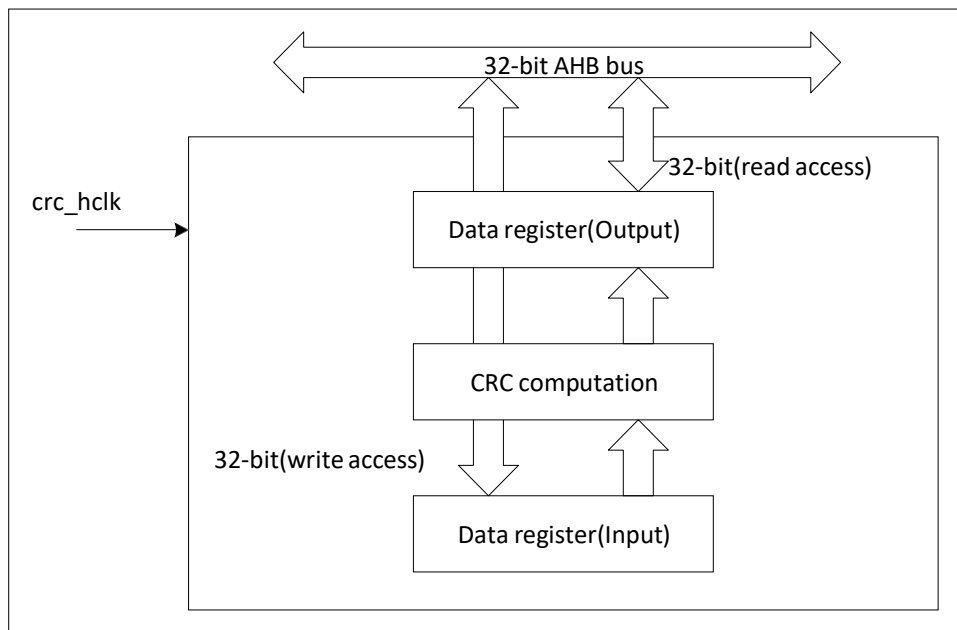 32-bit AHB bus
32-bit(read access)
crc_hclk
Data register(Output)
CRC computation
32-bit(write access)
Data register(Input)